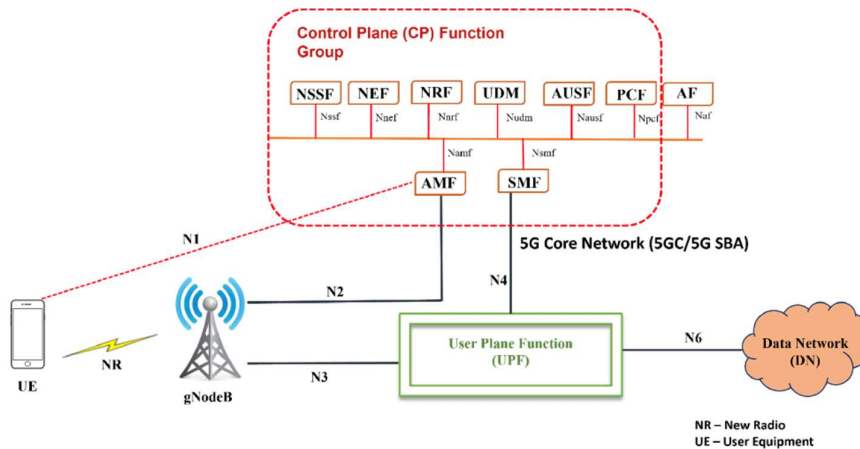 Control Plane (CP) Function
Group
NSSF
NEF
NRF
UDM
AUSF
PCF
AF
Nssf
Nnef
Nnrf
Nudm
Nausf
Npcf
Naf
Namf
Nsmf
AMF
SMF
N1
5G Core Network (5GC/5G SBA)
N2
N4
User Plane Function
(UPF)
N6
Data Network
(DN)
NR
N3
UE
gNodeB
NR – New Radio
UE – User Equipment